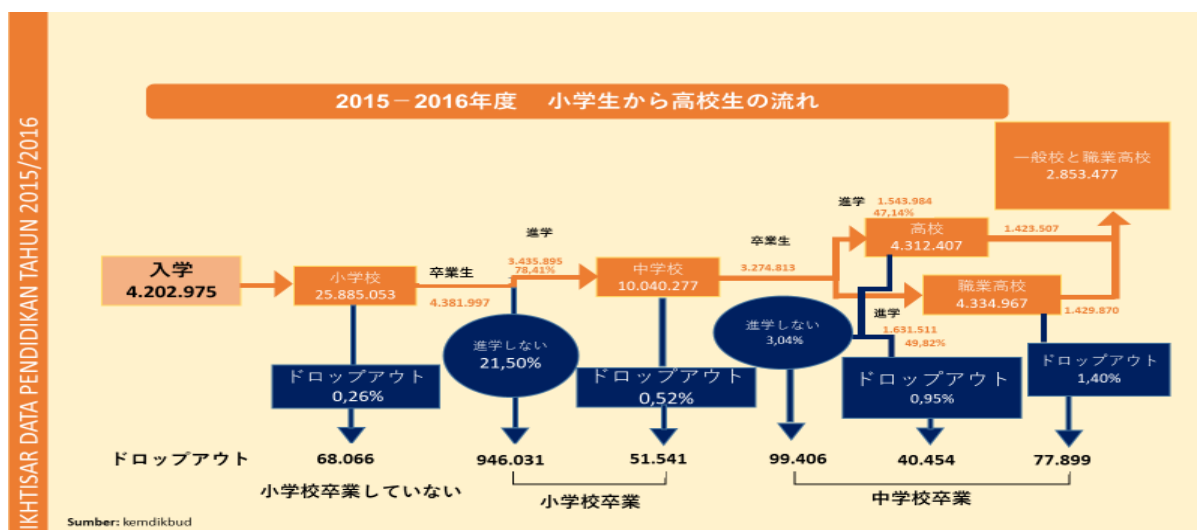 IKHTISAR DATA PENDIDIKAN TAHUN 2015/2016
2015－2016年度　小学生から高校生の流れ
一般校と職業高校
2.853.477
進学 1.543.984
47,14%
高校
4.312.407
1.423.507
進学
3.435.895
78,41%
卒業生
3.274.813
入学
4.202.975
小学校
25.885.053
卒業生
4.381.997
中学校
10.040.277
職業高校
4.334.967
1.429.870
進学
1.631.511
49,82%
進学しない
21,50%
進学しない
3,04%
ドロップアウト
0,26%
ドロップアウト
0,52%
ドロップアウト
0,95%
ドロップアウト
1,40%
ドロップアウト 68.066 946.031 51.541 99.406 40.454 77.899
小学校卒業していない 小学校卒業 中学校卒業
Sumber: kemdikbud